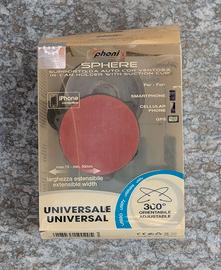 phoni
SPHERE
SUPPORTO DA AUTO CON VENTOSA
IN CAR HOLDER WITH SUCTION CUP
Per / For:
iPhone
SMARTPHONE
CELLULAR
PHONE
GPS
larghezza estensibile
extensible width
UNIVERSALE
UNIVERSAL
360°
ORIENTABILE
ADJUSTABLE